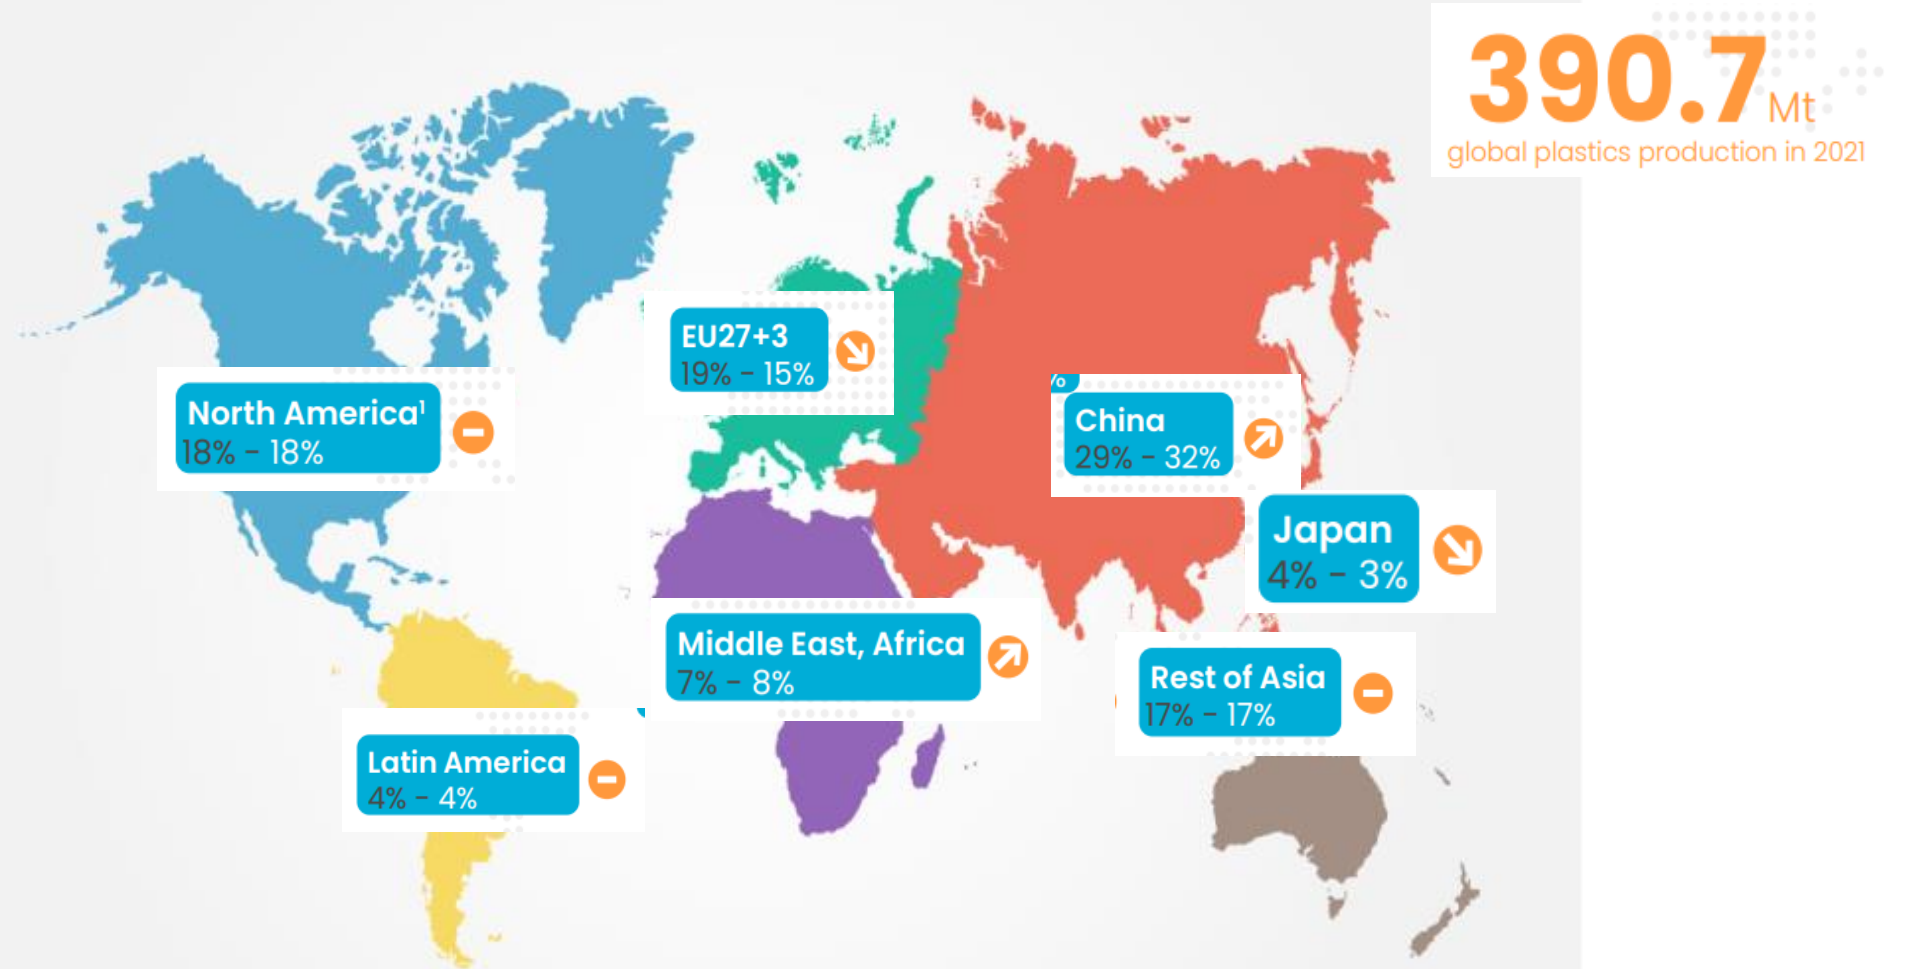 390.7 Mt
global plastics production in 2021
EU27+3
19% - 15%
North America¹
18% - 18%
%
China
29% - 32%
Japan
4% - 3%
Middle East, Africa
7% - 8%
Rest of Asia
17% - 17%
Latin America
4% - 4%